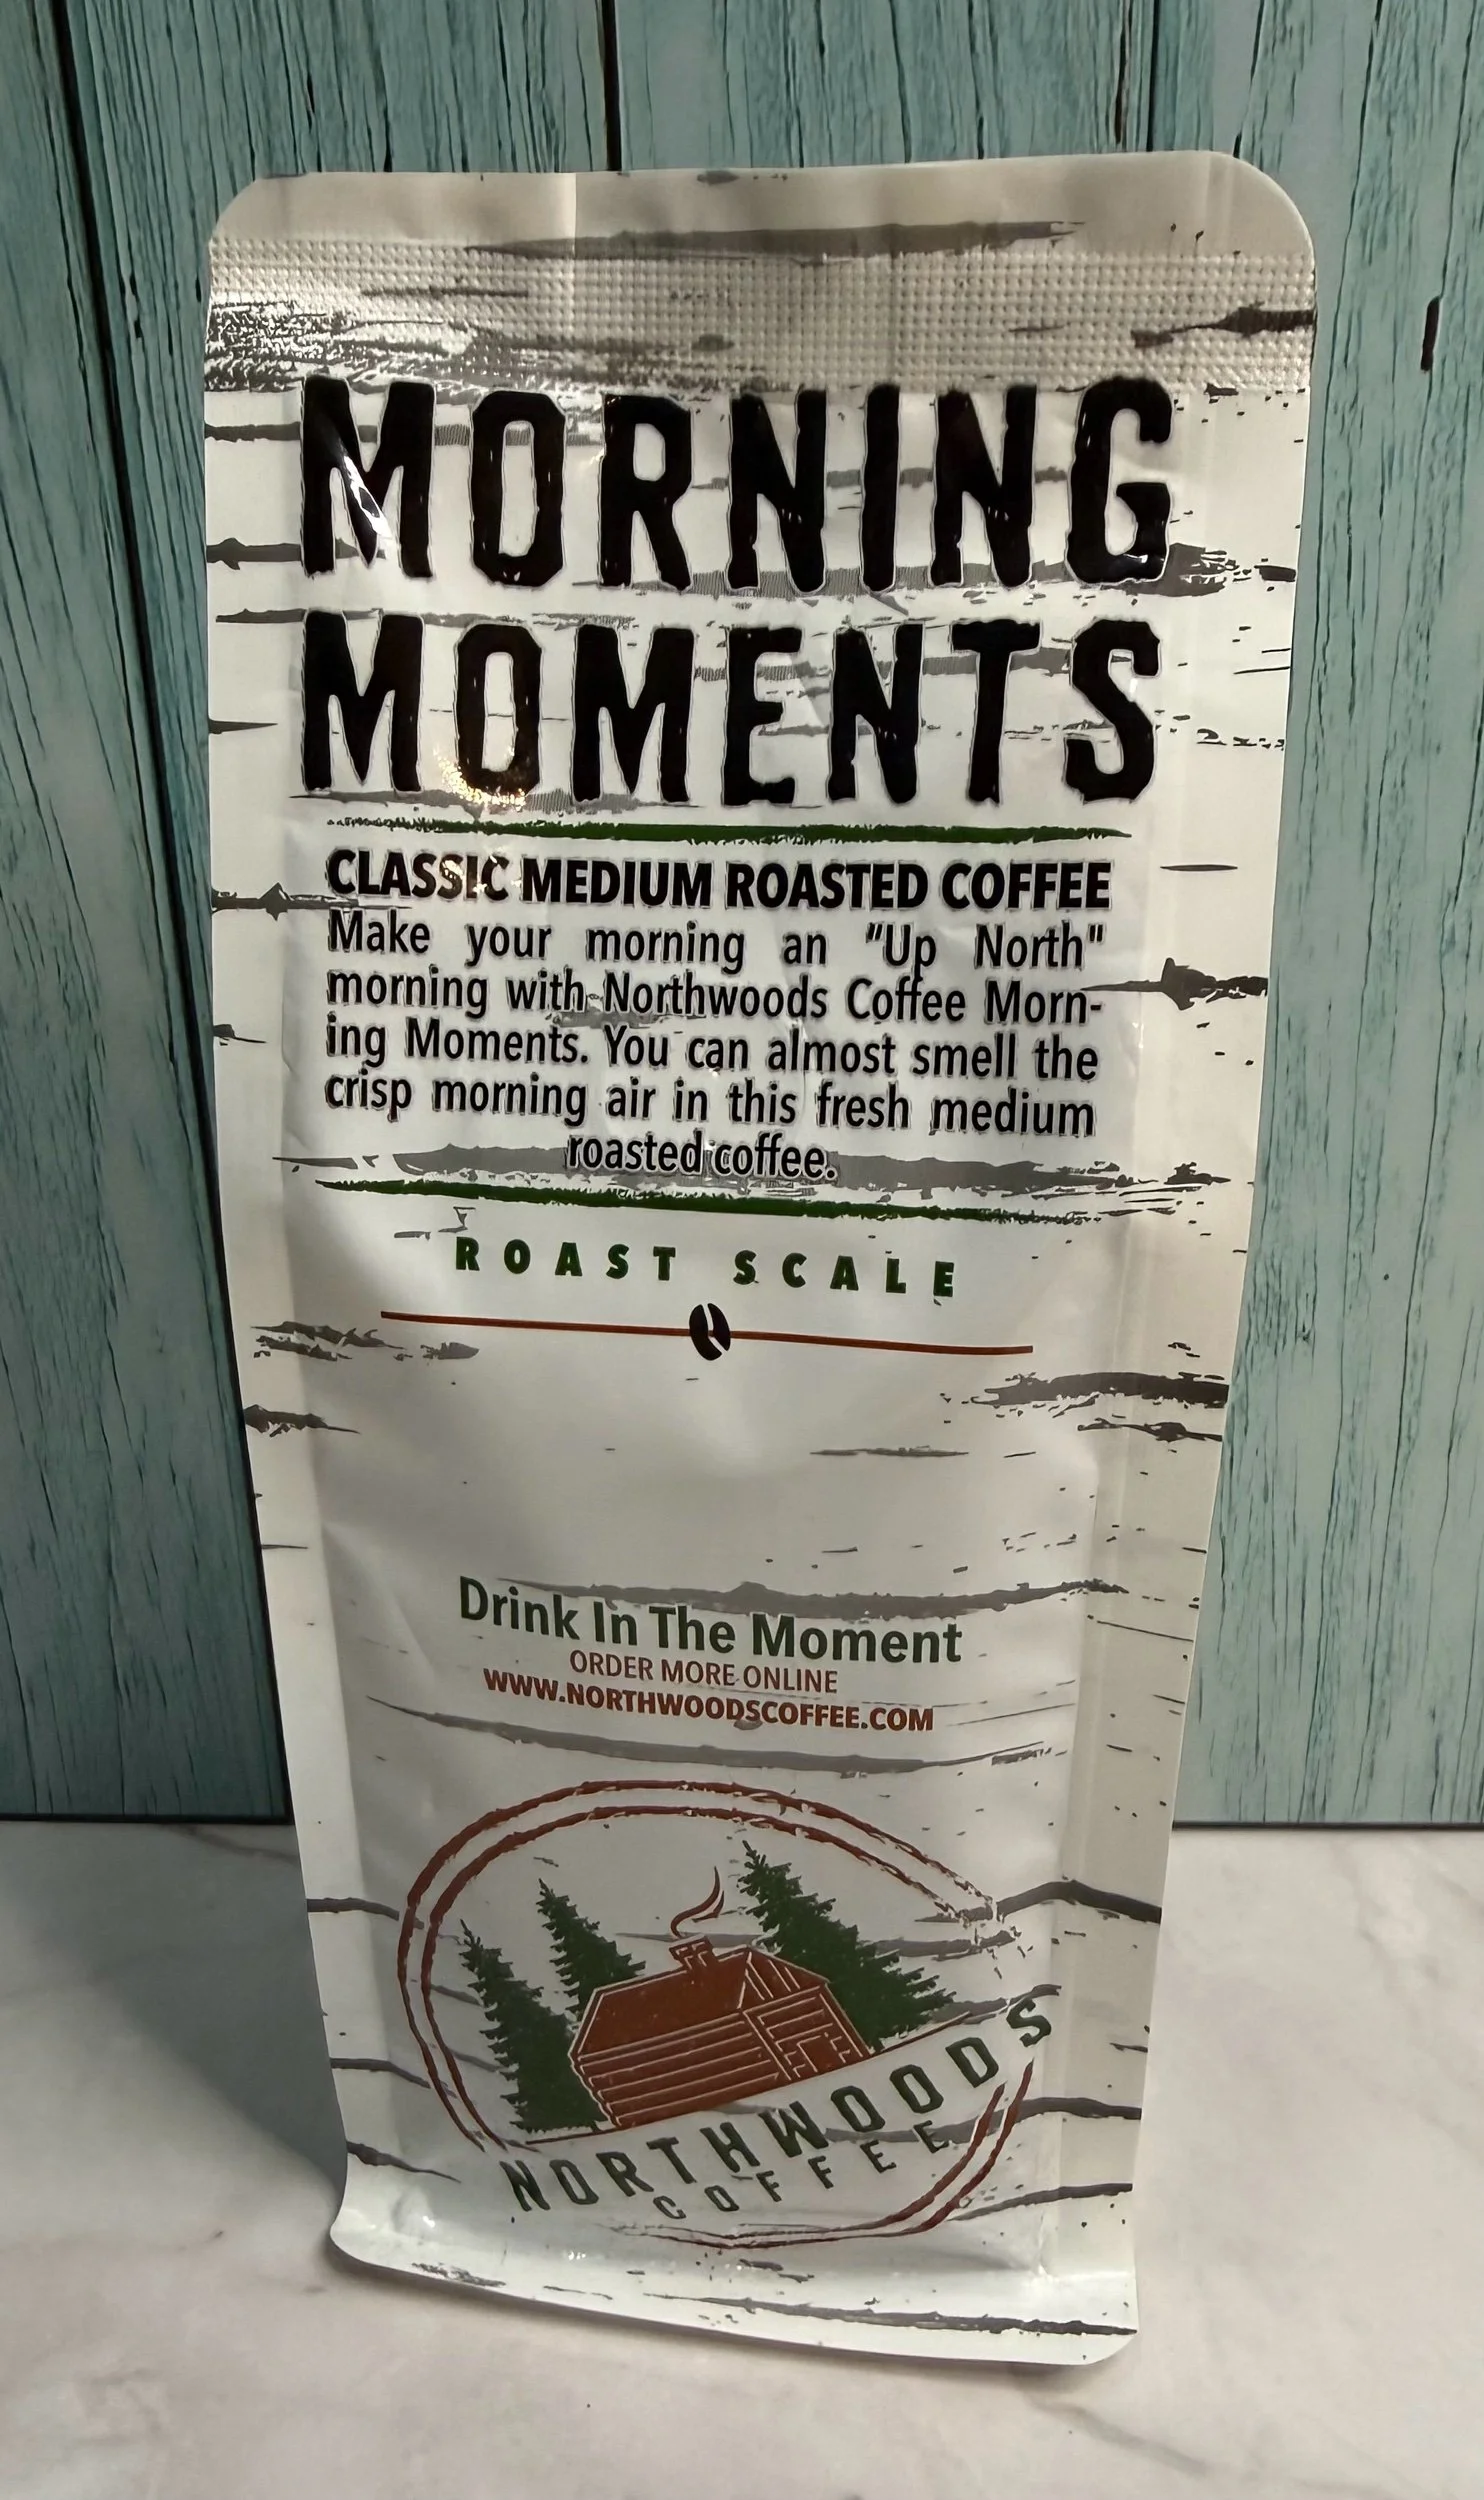 MORNING
MOMENTS
CLASSIC MEDIUM ROASTED COFFEE
Make your morning an "Up North"
morning with Northwoods Coffee Morn-
ing Moments. You can almost smell the
crisp morning air in this fresh medium
roasted coffee.
ROAST SCALE
Drink In The Moment
ORDER MORE ONLINE
WWW.NORTHWOODSCOFFEE.COM
NORTHWOODS
COFFEE